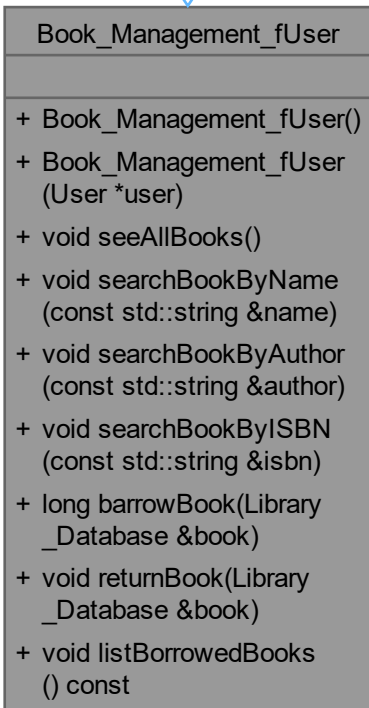 Book_Management_fUser
+ Book_Management_fUser()
+ Book_Management_fUser
(User *user)
+ void seeAllBooks()
+ void searchBookByName
(const std::string &name)
+ void searchBookByAuthor
(const std::string &author)
+ void searchBookByISBN
(const std::string &isbn)
+ long barrowBook(Library
_Database &book)
+ void returnBook(Library
_Database &book)
+ void listBorrowedBooks
() const